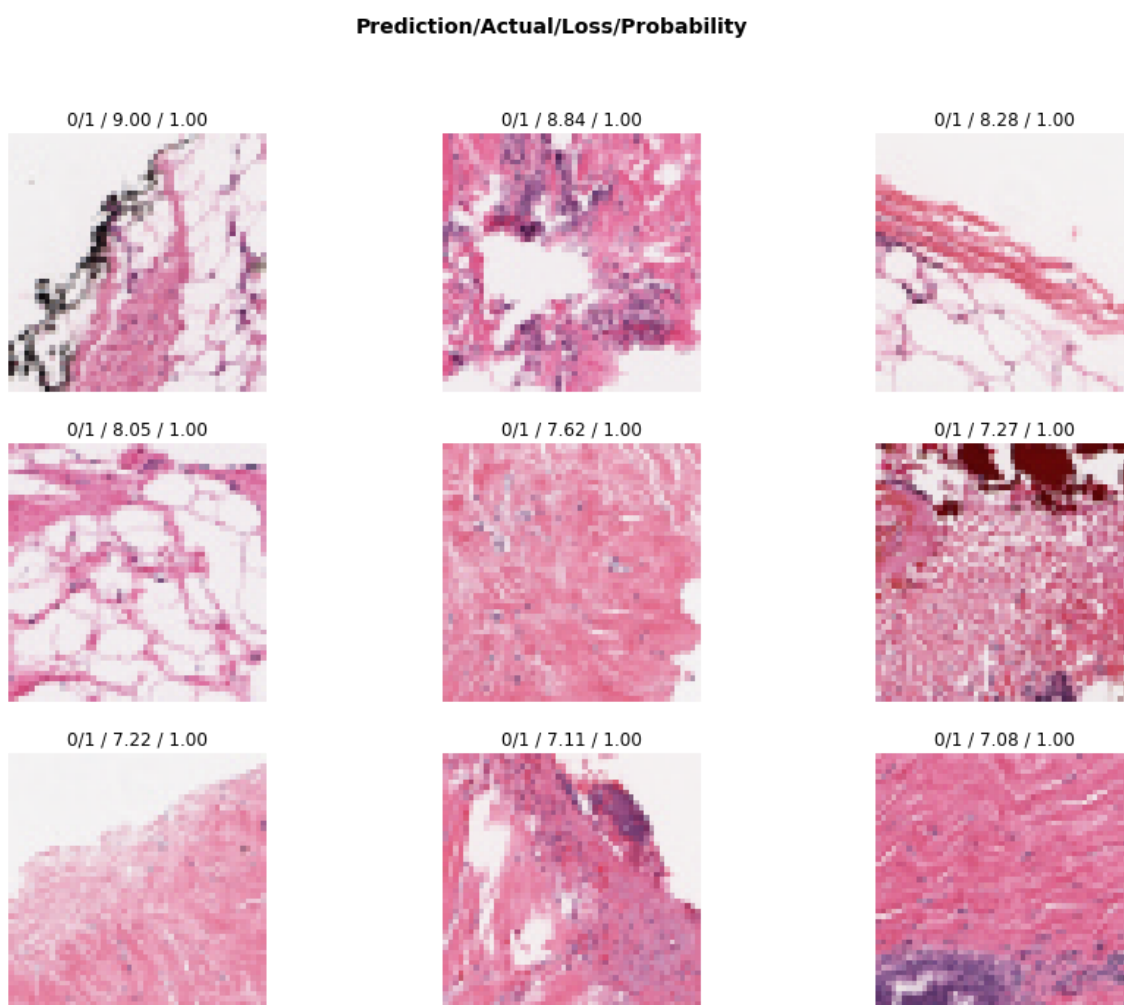 Prediction/Actual/Loss/Probability
0/1 / 9.00 / 1.00
0/1 / 8.84 / 1.00
0/1 / 8.28 / 1.00
0/1 / 8.05 / 1.00
0/1 / 7.62 / 1.00
0/1 / 7.27 / 1.00
0/1 / 7.22 / 1.00
0/1 / 7.11 / 1.00
0/1 / 7.08 / 1.00